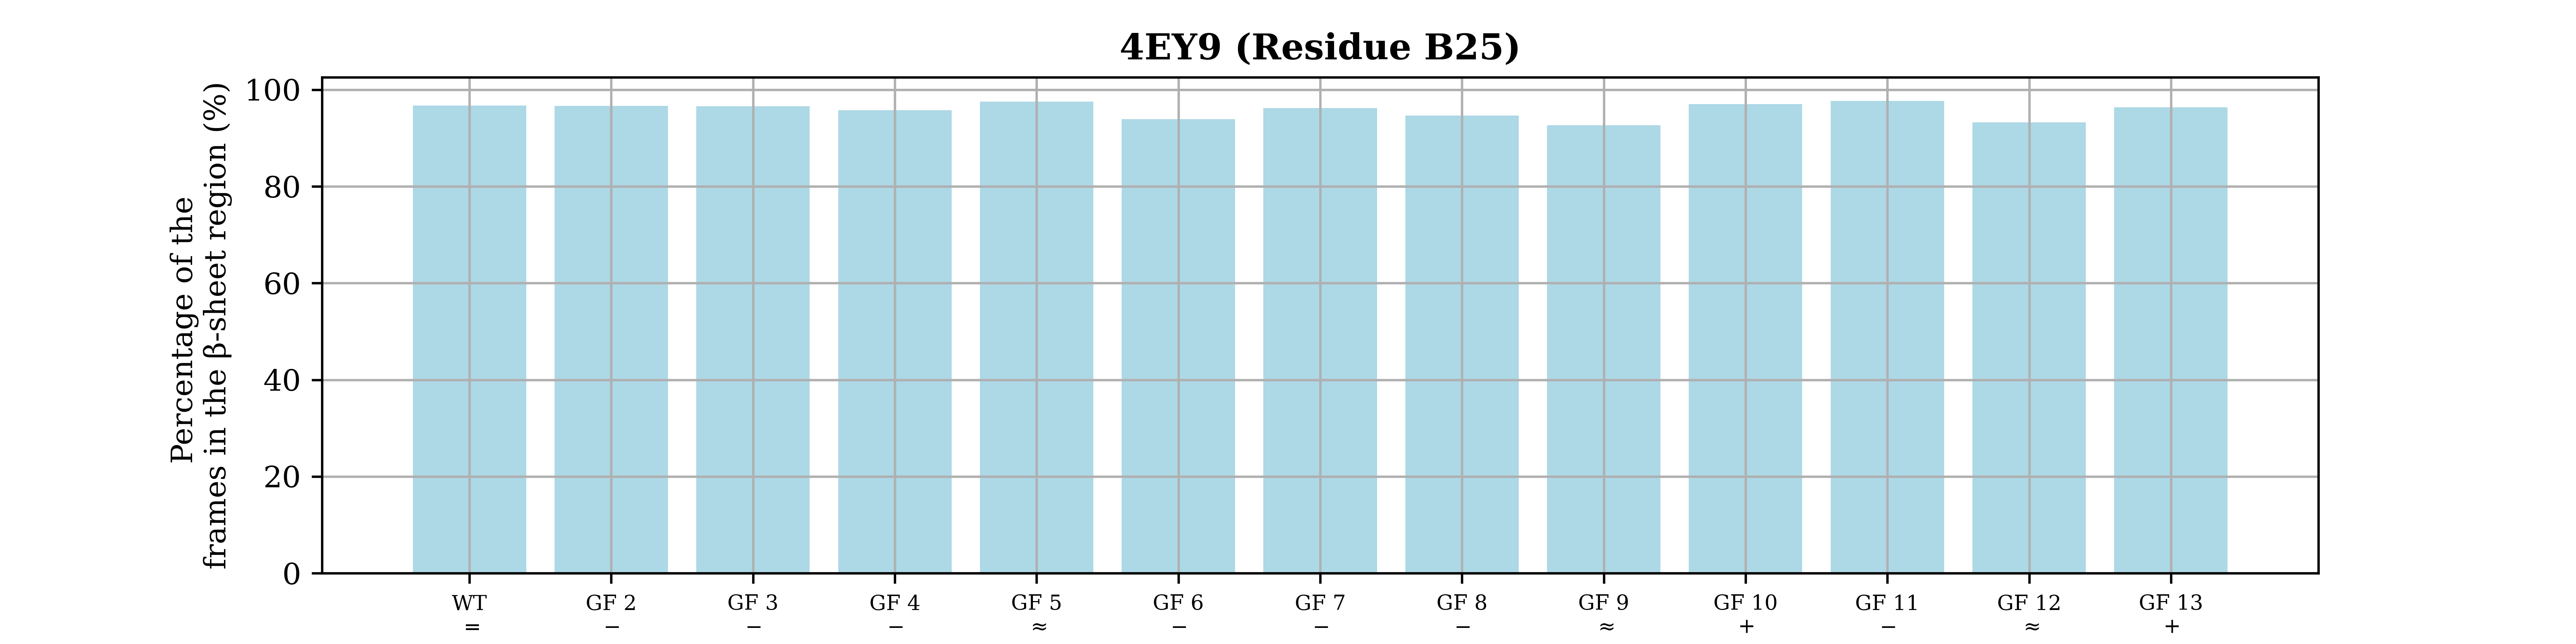 4EY9 (Residue B25)
Percentage of the
frames in the β-sheet region (%)
100
80
60
40
20
0
WT GF 2 GF 3 GF 4 GF 5 GF 6 GF 7 GF 8 GF 9 GF 10 GF 11 GF 12 GF 13
= − − − ≈ − − − ≈ + − ≈ +